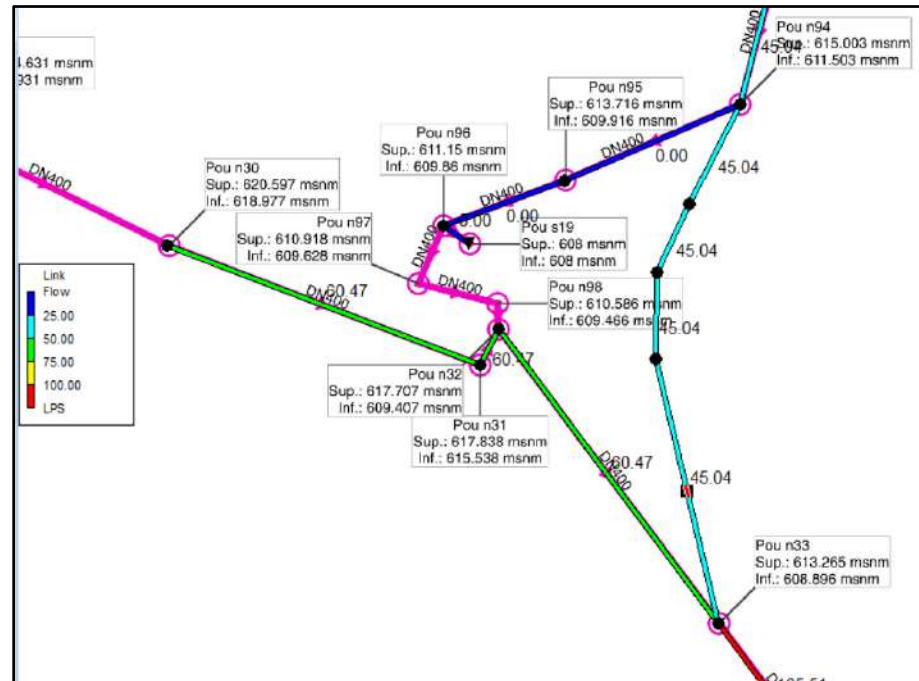 .631 msnm
931 msnm
DN400
45.04
Pou n94
Sup.: 615.003 msnm
Inf.: 611.503 msnm
Pou n95
Sup.: 613.716 msnm
Inf.: 609.916 msnm
DN400
0.00
45.04
Pou n96
Sup.: 611.15 msnm
Inf.: 609.86 msnm
DN400
0.00
DN400
Pou n30
Sup.: 620.597 msnm
Inf.: 618.977 msnm
Pou n97
Sup.: 610.918 msnm
Inf.: 609.628 msnm
DN400
Pou s19
Sup.: 608 msnm
Inf.: 608 msnm
DN400
Pou n98
Sup.: 610.586 msnm
Inf.: 609.466 msnm
Link
Flow
25.00
50.00
75.00
100.00
LPS
60.47
DN400
45.04
60.47
Pou n32
Sup.: 617.707 msnm
Inf.: 609.407 msnm
Pou n31
Sup.: 617.838 msnm
Inf.: 615.538 msnm
60.47
DN400
45.04
Pou n33
Sup.: 613.265 msnm
Inf.: 608.896 msnm